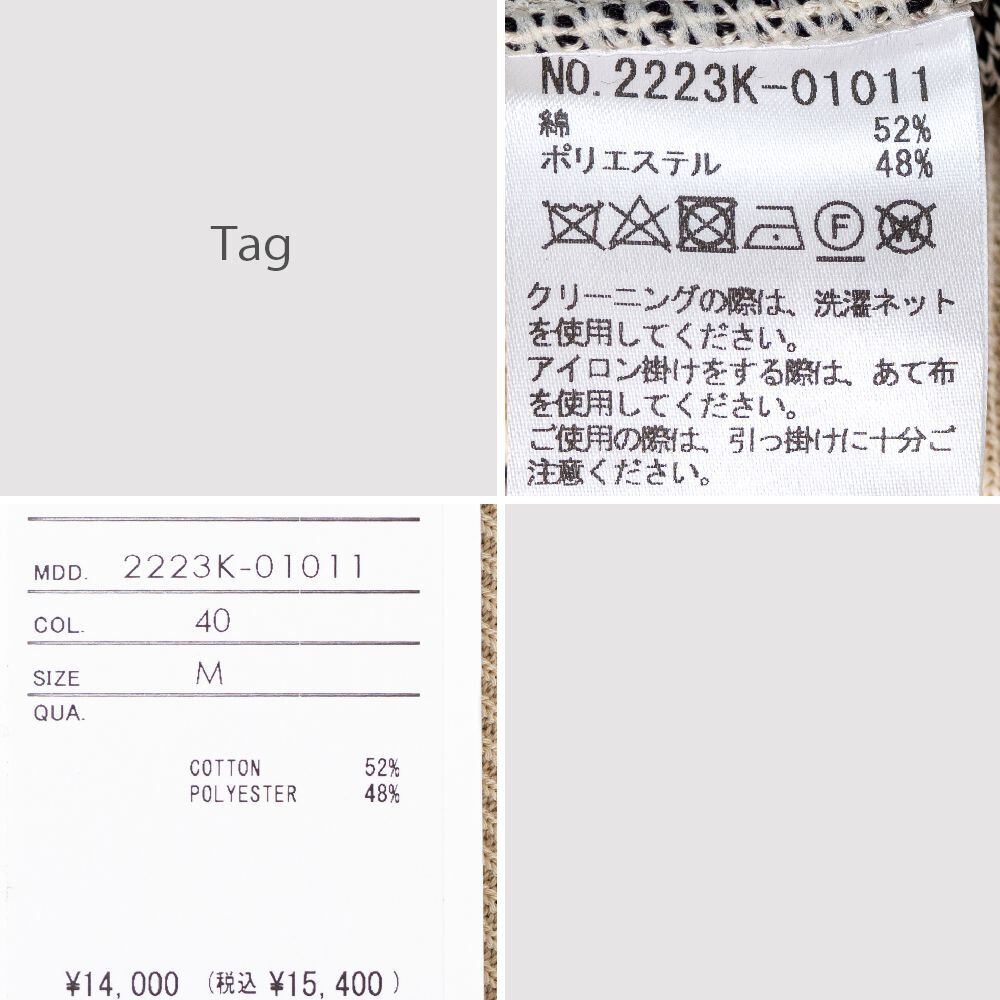 Tag
NO.2223K-01011
綿 52%
ポリエステル 48%
F
W
クリーニングの際は、洗濯ネット
を使用してください。
アイロン掛けをする際は、あて布
を使用してください。
ご使用の際は、引っ掛けに十分ご
注意ください。
MDD. 2223K-01011
COL. 40
SIZE M
QUA.
COTTON 52%
POLYESTER 48%
¥14,000 (税込 ¥15,400 )